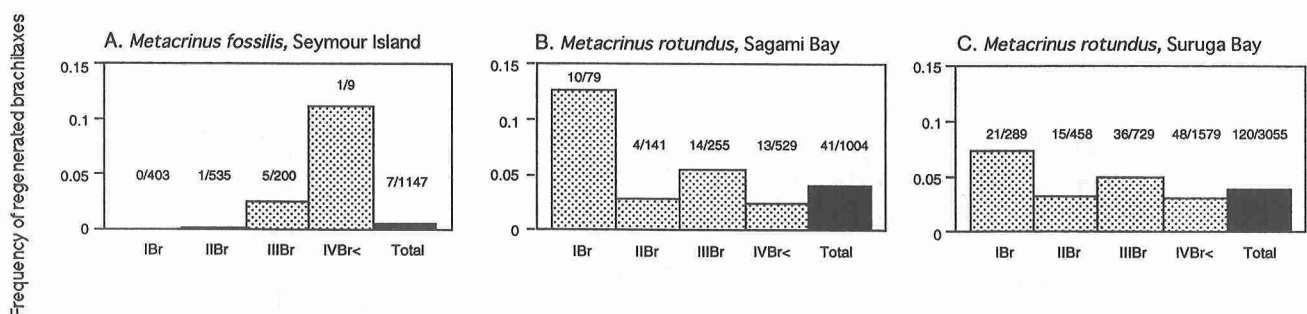 Frequency of regenerated brachitaxes
A. Metacrinus fossilis, Seymour Island
0.15
0.1
0.05
0
0/403
1/535
5/200
1/9
7/1147
IBr
IIBr
IIIBr
IVBr<
Total
B. Metacrinus rotundus, Sagami Bay
0.15
0.1
0.05
0
10/79
4/141
14/255
13/529
41/1004
IBr
IIBr
IIIBr
IVBr<
Total
C. Metacrinus rotundus, Suruga Bay
0.15
0.1
0.05
0
21/289
15/458
36/729
48/1579
120/3055
IBr
IIBr
IIIBr
IVBr<
Total